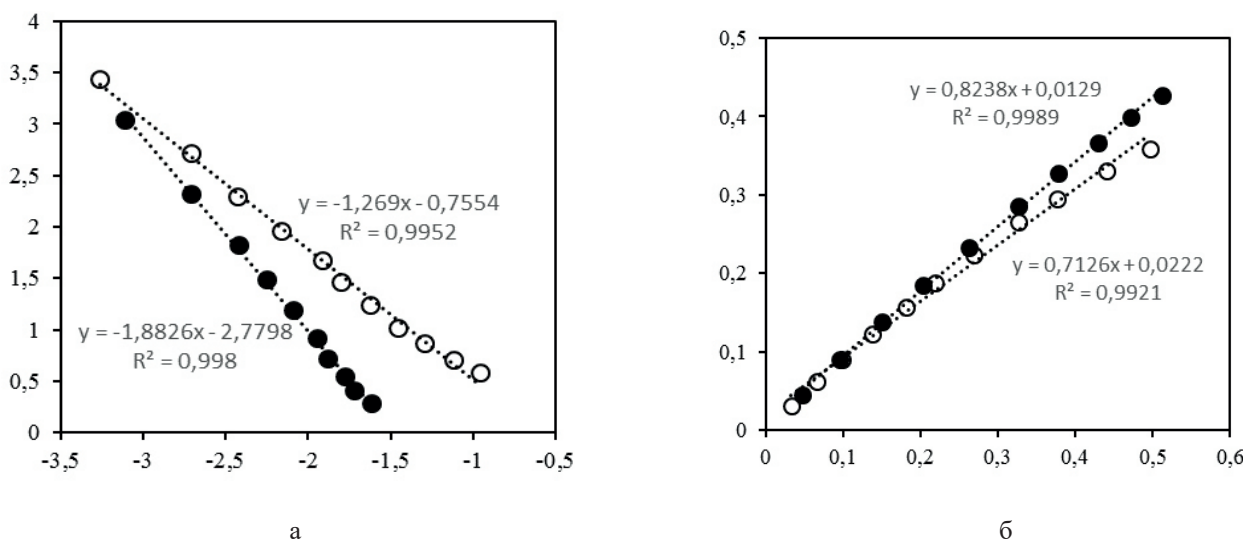 4
3,5
3
2,5
2
1,5
1
0,5
0
-3,5 -3 -2,5 -2 -1,5 -1 -0,5
y = -1,269x - 0,7554
R² = 0,9952
y = -1,8826x - 2,7798
R² = 0,998
а
0,5
0,4
0,3
0,2
0,1
0
0 0,1 0,2 0,3 0,4 0,5 0,6
y = 0,8238x + 0,0129
R² = 0,9989
y = 0,7126x + 0,0222
R² = 0,9921
б